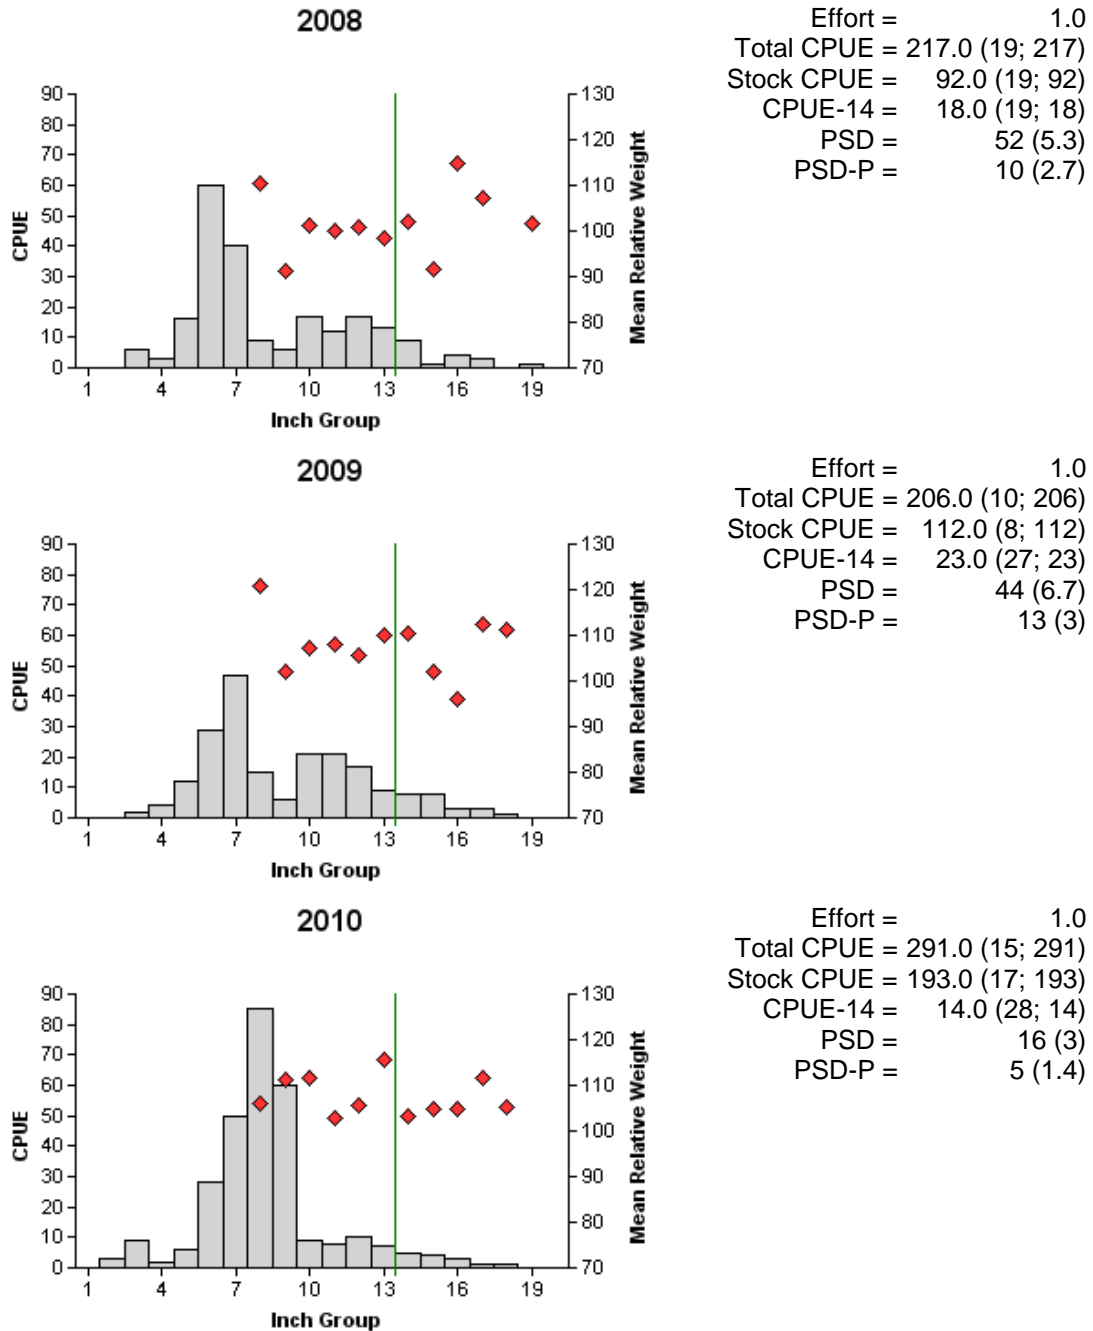 2008
Effort = 1.0
Total CPUE = 217.0 (19; 217)
Stock CPUE = 92.0 (19; 92)
CPUE-14 = 18.0 (19; 18)
PSD = 52 (5.3)
PSD-P = 10 (2.7)
CPUE
90
80
70
60
50
40
30
20
10
0
130
120
110
100
90
80
70
Mean Relative Weight
1 4 7 10 13 16 19
Inch Group
2009
Effort = 1.0
Total CPUE = 206.0 (10; 206)
Stock CPUE = 112.0 (8; 112)
CPUE-14 = 23.0 (27; 23)
PSD = 44 (6.7)
PSD-P = 13 (3)
CPUE
90
80
70
60
50
40
30
20
10
0
130
120
110
100
90
80
70
Mean Relative Weight
1 4 7 10 13 16 19
Inch Group
2010
Effort = 1.0
Total CPUE = 291.0 (15; 291)
Stock CPUE = 193.0 (17; 193)
CPUE-14 = 14.0 (28; 14)
PSD = 16 (3)
PSD-P = 5 (1.4)
CPUE
90
80
70
60
50
40
30
20
10
0
130
120
110
100
90
80
70
Mean Relative Weight
1 4 7 10 13 16 19
Inch Group